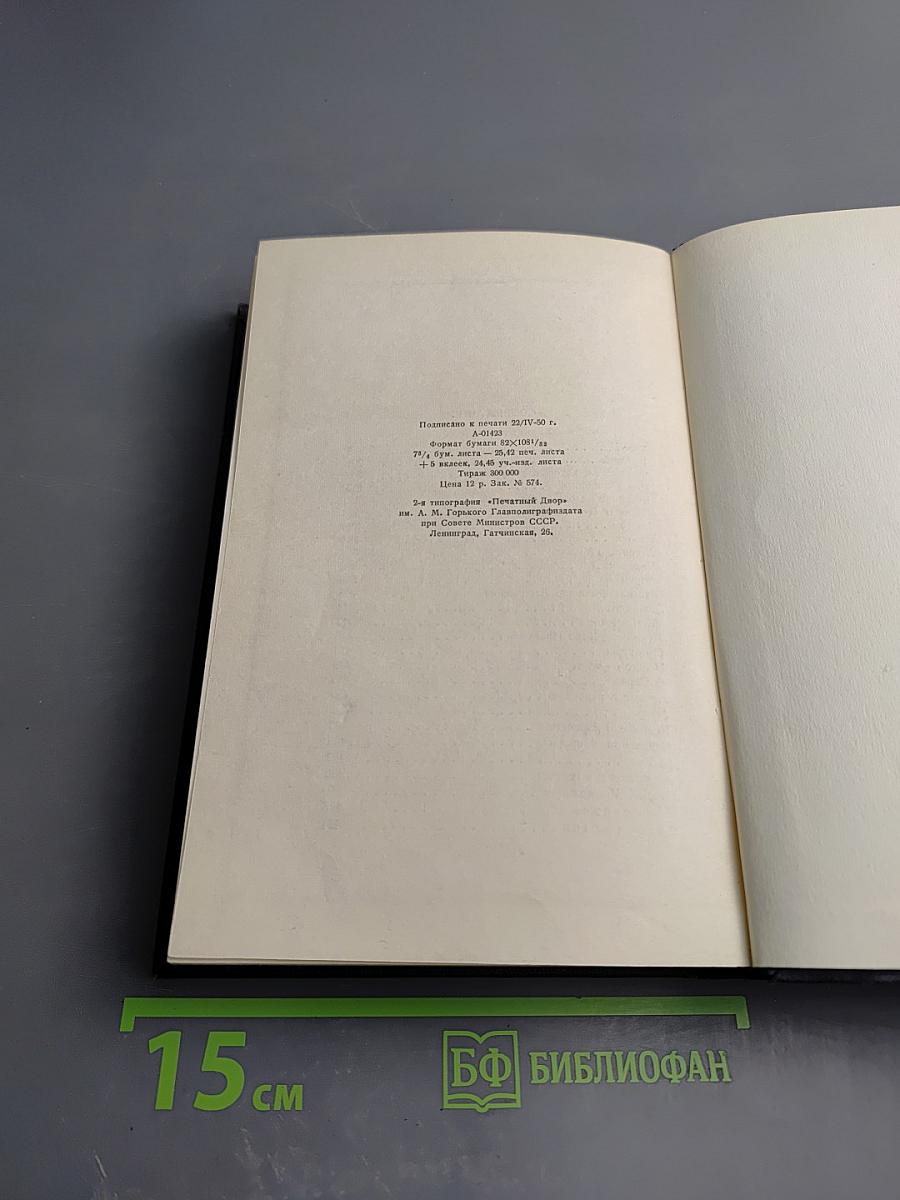 Подписано к печати 22/IV-50 г.
А-01423
Формат бумаги 82×108¹/₃₂
7³/₄ бум. листа — 25,42 печ. листа
+ 5 вклеек, 24,45 уч.-изд. листа
Тираж 300 000
Цена 12 р. Зак. № 574.
2-я типография «Печатный Двор»
им. А. М. Горького Главполиграфиздата
при Совете Министров СССР.
Ленинград, Гатчинская, 26.
15 см
БФ БИБЛИОФАН